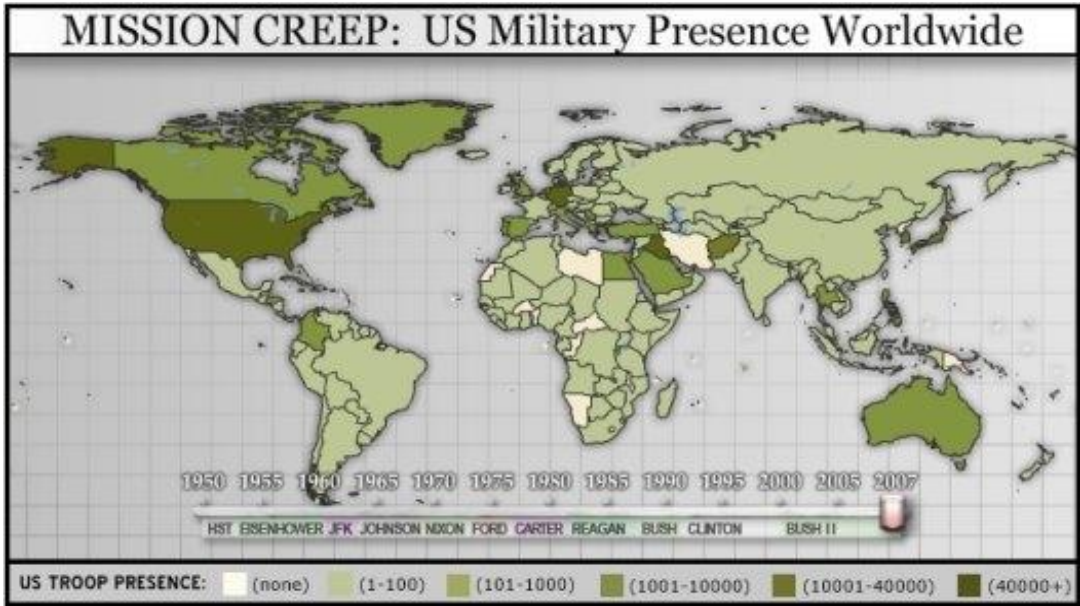 MISSION CREEP: US Military Presence Worldwide
1950 1955 1960 1965 1970 1975 1980 1985 1990 1995 2000 2005 2007
HST EISENHOWER JFK JOHNSON NIXON FORD CARTER REAGAN BUSH CLINTON BUSH II
US TROOP PRESENCE: (none) (1-100) (101-1000) (1001-10000) (10001-40000) (40000+)